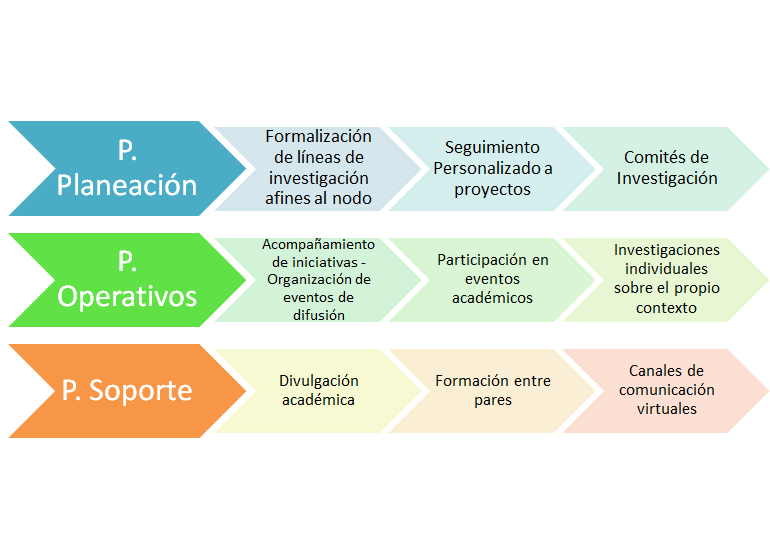 P.
Planeación
Formalización
de líneas de
investigación
afines al nodo
Seguimiento
Personalizado a
proyectos
Comités de
Investigación
P.
Operativos
Acompañamiento
de iniciativas -
Organización de
eventos de
difusión
Participación en
eventos
académicos
Investigaciones
individuales
sobre el propio
contexto
P. Soporte
Divulgación
académica
Formación entre
pares
Canales de
comunicación
virtuales